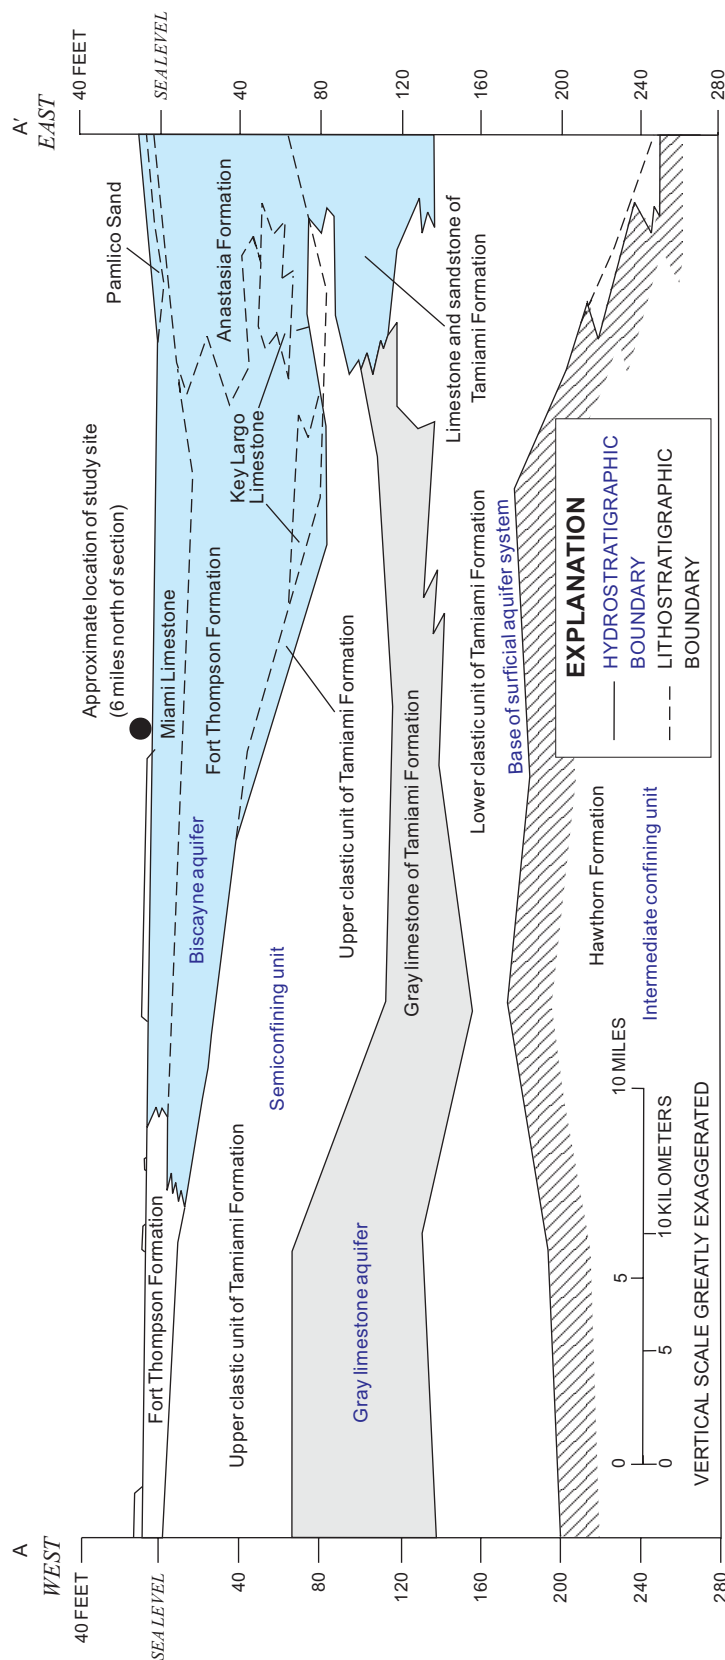 A
WEST
A'
EAST
40 FEET
SEA LEVEL
40
80
120
160
200
240
280
40 FEET
SEA LEVEL
40
80
120
160
200
240
280
Approximate location of study site
(6 miles north of section)
Pamlico Sand
Miami Limestone
Fort Thompson Formation
Fort Thompson Formation
Anastasia Formation
Key Largo
Limestone
Biscayne aquifer
Limestone and sandstone of
Tamiami Formation
Upper clastic unit of Tamiami Formation
Semiconfining unit
Upper clastic unit of Tamiami Formation
Gray limestone aquifer
Gray limestone of Tamiami Formation
Lower clastic unit of Tamiami Formation
Base of surficial aquifer system
Hawthorn Formation
Intermediate confining unit
EXPLANATION
HYDROSTRATIGRAPHIC
BOUNDARY
LITHOSTRATIGRAPHIC
BOUNDARY
0 5 10 MILES
0 5 10 KILOMETERS
VERTICAL SCALE GREATLY EXAGGERATED